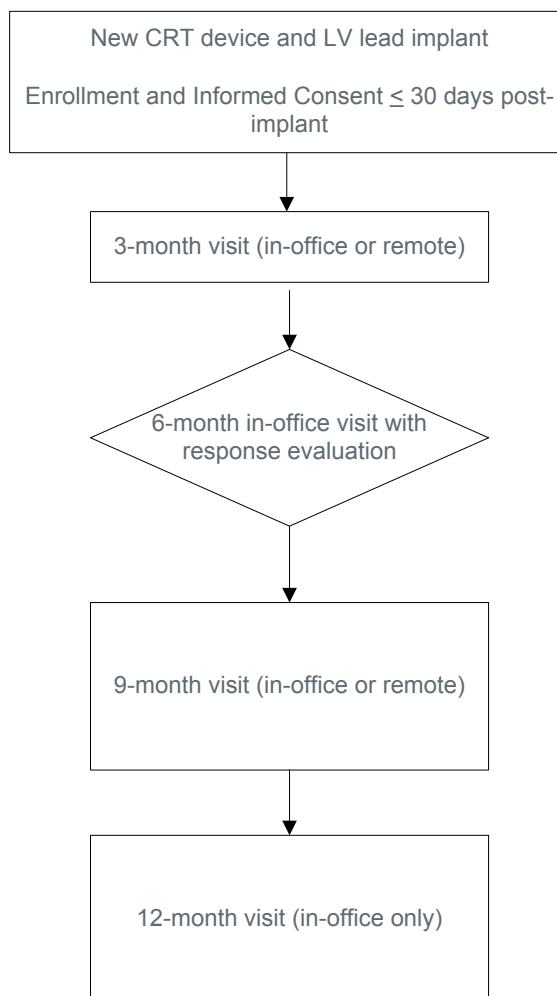 New CRT device and LV lead implant
Enrollment and Informed Consent ≤ 30 days post-
implant
3-month visit (in-office or remote)
6-month in-office visit with
response evaluation
9-month visit (in-office or remote)
12-month visit (in-office only)